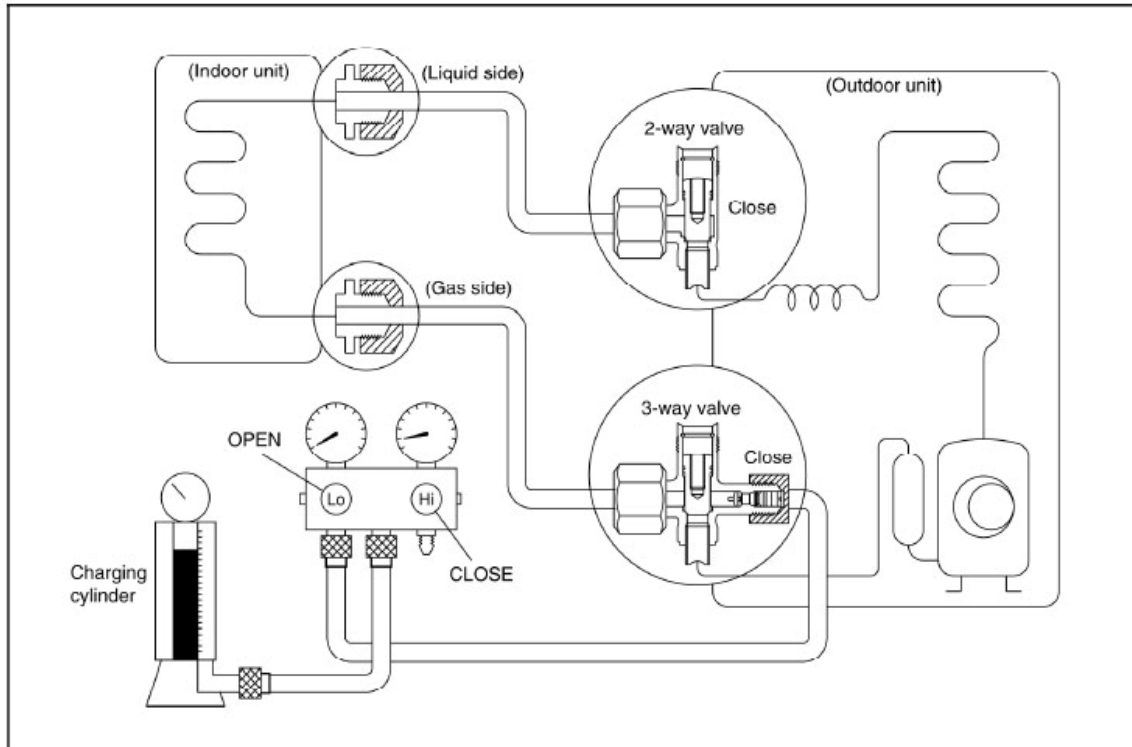 (Indoor unit)
(Liquid side)
(Outdoor unit)
2-way valve
Close
(Gas side)
3-way valve
Close
OPEN
Lo
Hi
CLOSE
Charging
cylinder